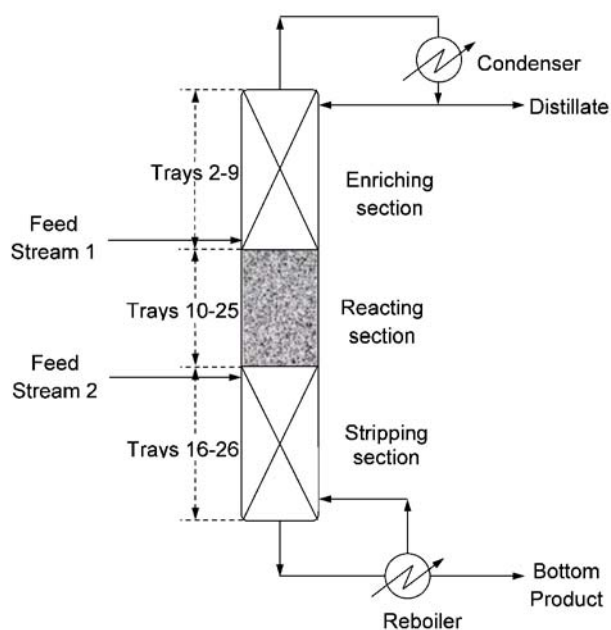 Condenser
Distillate
Trays 2-9
Enriching
section
Feed
Stream 1
Trays 10-25
Reacting
section
Feed
Stream 2
Trays 16-26
Stripping
section
Bottom
Product
Reboiler